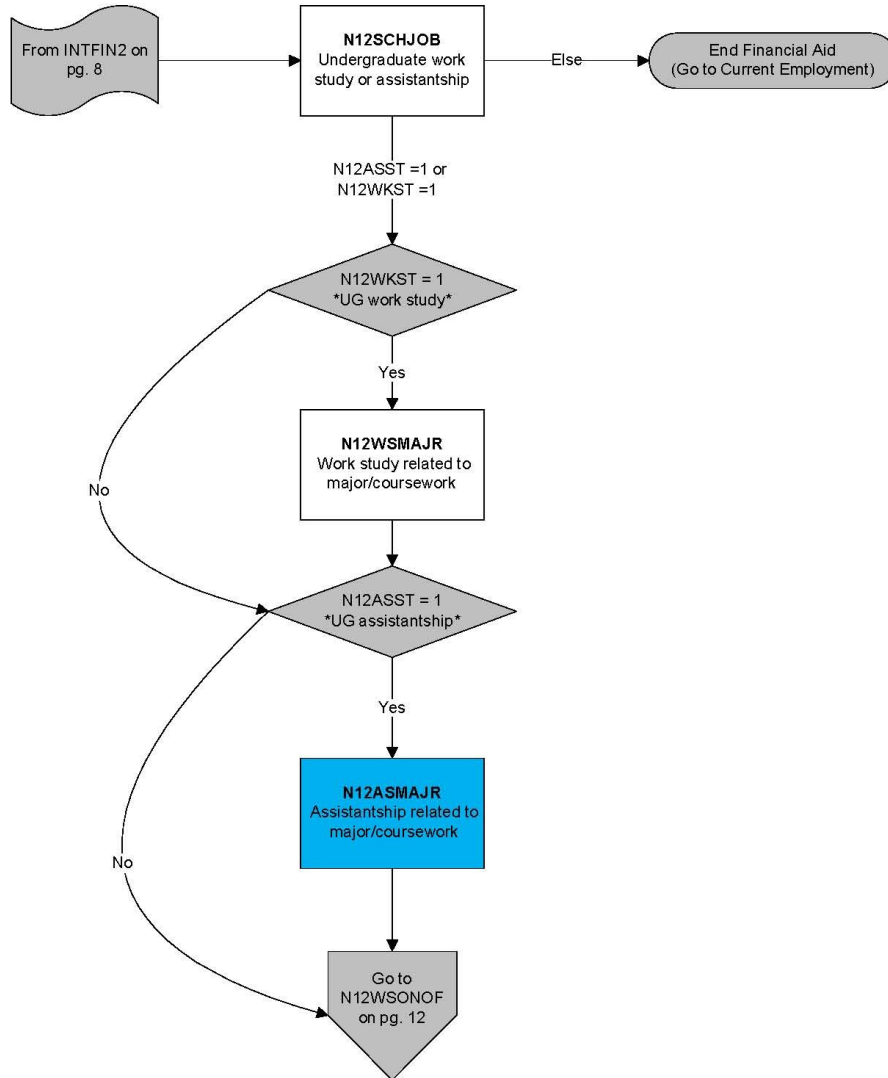 From INTFIN2 on
pg. 8
N12SCHJOB
Undergraduate work
study or assistantship
Else
End Financial Aid
(Go to Current Employment)
N12ASST =1 or
N12WKST =1
N12WKST = 1
*UG work study*
Yes
N12WSMAJR
Work study related to
major/coursework
No
N12ASST = 1
*UG assistantship*
Yes
N12ASMAJR
Assistantship related to
major/coursework
No
Go to
N12WSONOF
on pg. 12